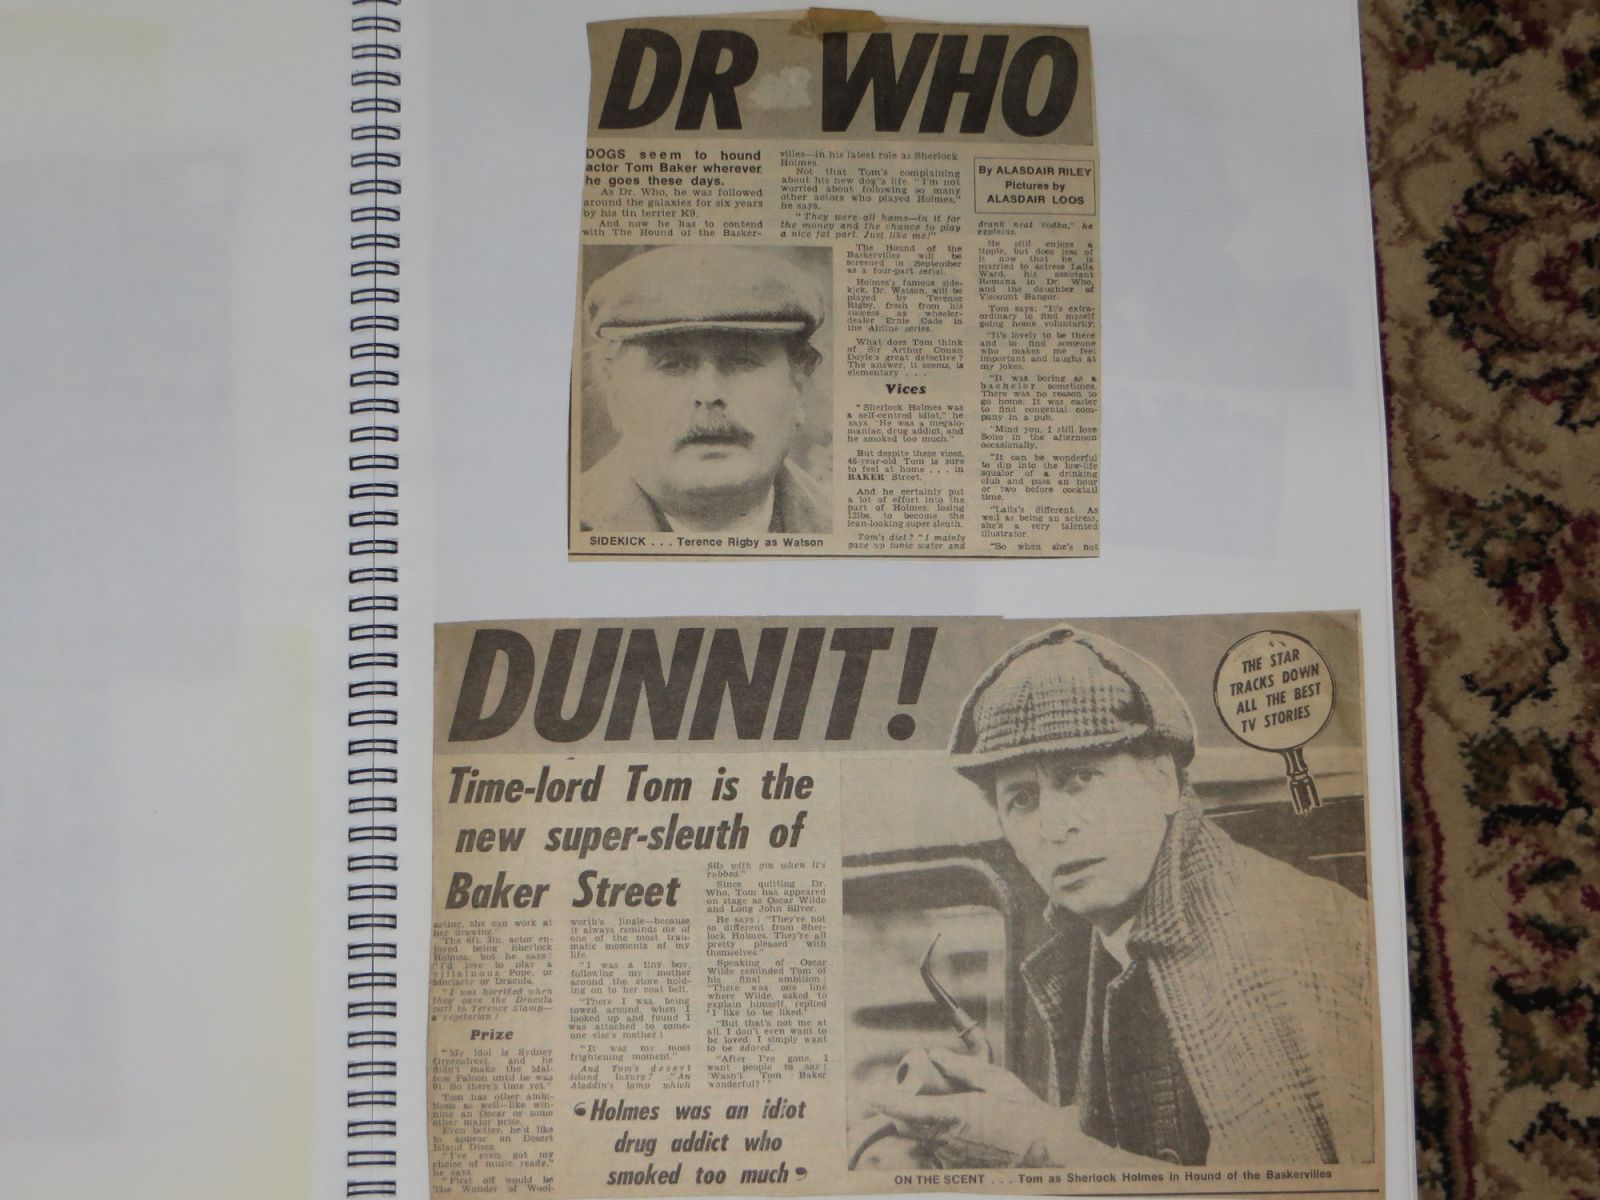 DR WHO
DOGS seem to hound
actor Tom Baker wherever
he goes these days.
As Dr. Who, he was followed
around the galaxies for six years
by his tin terrier K9.
And now he has to contend
with The Hound of the Basker-
villes—in his latest role as Sherlock
Holmes.
Not that Tom's complaining
about his new dog's life. "I'm not
worried about following so many
other actors who played Holmes,"
he says.
"They were all hams—in it for
the money and the chance to play
a nice fat part. Just like me!"
The Hound of the
Baskervilles will be
screened in September
as a four-part serial.
Holmes's famous side-
kick, Dr. Watson, will be
played by Terence
Rigby, fresh from his
success as wheeler-
dealer Ernie Cade in
the Airline series.
What does Tom think
of Sir Arthur Conan
Doyle's great detective?
The answer, it seems, is
elementary . . .
Vices
"Sherlock Holmes was
a self-centred idiot," he
says. "He was a megalo-
maniac, drug addict, and
he smoked too much."
But despite these vices,
46-year-old Tom is sure
to feel at home . . . in
BAKER Street.
And he certainly put
a lot of effort into the
part of Holmes, losing
12lbs. to become the
lean-looking super sleuth.
Tom's diet? "I mainly
gave up tonic water and
By ALASDAIR RILEY
Pictures by
ALASDAIR LOOS
drank neat vodka," he
explains.
He still enjoys a
tipple, but does less of
it now that he is
married to actress Lalla
Ward, his assistant
Romana in Dr. Who,
and the daughter of
Viscount Bangor.
Tom says: "It's extra-
ordinary to find myself
going home voluntarily.
"It's lovely to be there
and to find someone
who makes me feel
important and laughs at
my jokes.
"It was boring as a
bachelor sometimes.
There was no reason to
go home. It was easier
to find congenial com-
pany in a pub.
"Mind you, I still love
Soho in the afternoon
occasionally.
"It can be wonderful
to dip into the low-life
squalor of a drinking
club and pass an hour
or two before cocktail
time.
"Lalla's different. As
well as being an actress,
she's a very talented
illustrator.
"So when she's not
SIDEKICK . . . Terence Rigby as Watson
DUNNIT!
THE STAR
TRACKS DOWN
ALL THE BEST
TV STORIES
Time-lord Tom is the
new super-sleuth of
Baker Street
acting, she can work at
her drawing."
The 6ft. 3in. actor en-
joyed being Sherlock
Holmes, but he says:
"I'd love to play a
villainous Pope, or
Moriarty or Dracula.
"I was horrified when
they gave the Dracula
part to Terence Stamp—
a vegetarian!
Prize
"My idol is Sydney
Greenstreet, and he
didn't make the Mal-
tese Falcon until he was
61. So there's time yet."
Tom has other ambi-
tions as well—like win-
ning an Oscar or some
other major prize.
Even better, he'd like
to appear on Desert
Island Discs.
"I've even got my
choice of music ready,"
he says.
"First off would be
The Wonder of Wool-
worth's jingle—because
it always reminds me of
one of the most trau-
matic moments of my
life.
"I was a tiny boy,
following my mother
around the store hold-
ing on to her coat belt.
"There I was, being
towed around, when I
looked up and found I
was attached to some-
one else's mother!
"It was my most
frightening moment."
And Tom's desert
island luxury? "An
Aladdin's lamp which
fills with gin when it's
rubbed."
Since quitting Dr.
Who, Tom has appeared
on stage as Oscar Wilde
and Long John Silver.
He says: "They're not
so different from Sher-
lock Holmes. They're all
pretty pleased with
themselves."
Speaking of Oscar
Wilde reminded Tom of
his final ambition:
"There was one line
where Wilde, asked to
explain himself, replied
'I like to be liked.'
"But that's not me at
all. I don't even want to
be loved. I simply want
to be adored.
"After I've gone, I
want people to say:
'Wasn't Tom Baker
wonderful?'"
‘Holmes was an idiot
drug addict who
smoked too much’
ON THE SCENT . . . Tom as Sherlock Holmes in Hound of the Baskervilles